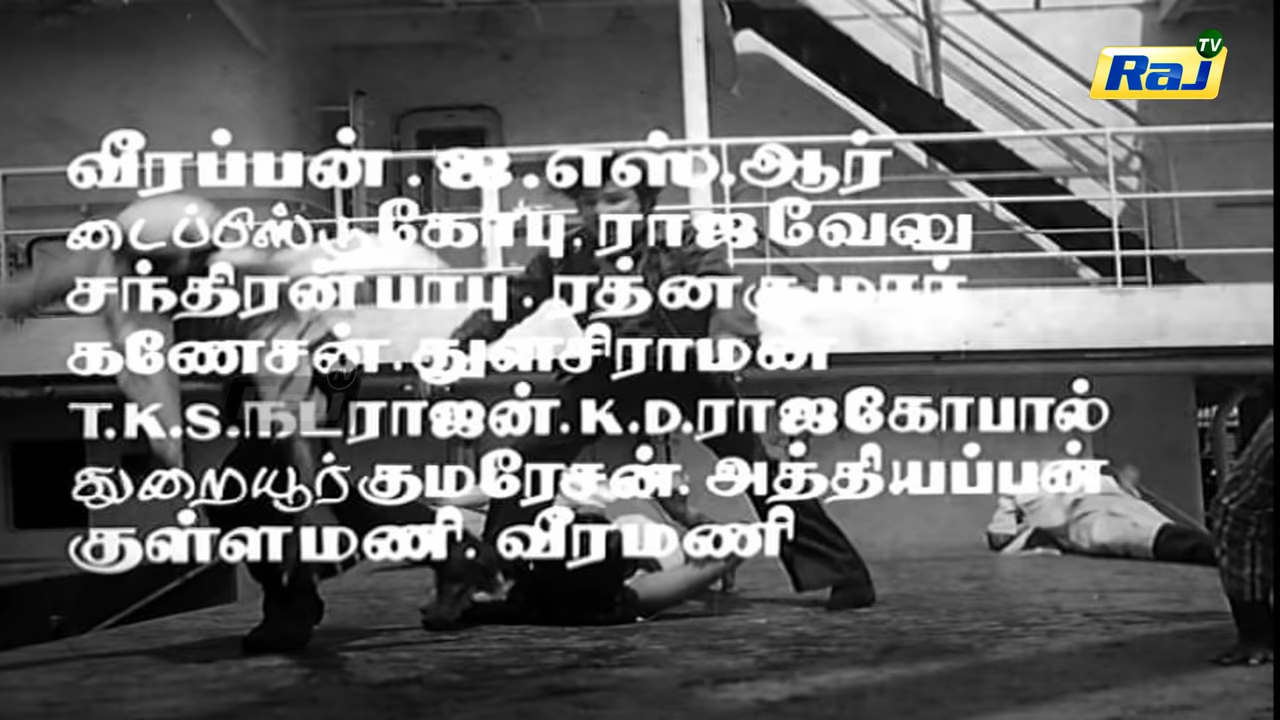 Raj TV
வீரப்பன். ஐ.எஸ்.ஆர்
டைப்பிஸ்டு கோபு. ராஜவேலு
சந்திரன்பாபு. ரத்னகுமார்
கணேசன். துளசிராமன்
T.K.S.நடராஜன்.K.D.ராஜகோபால்
துறையூர் குமரேசன். அத்தியப்பன்
குள்ளமணி. வீரமணி